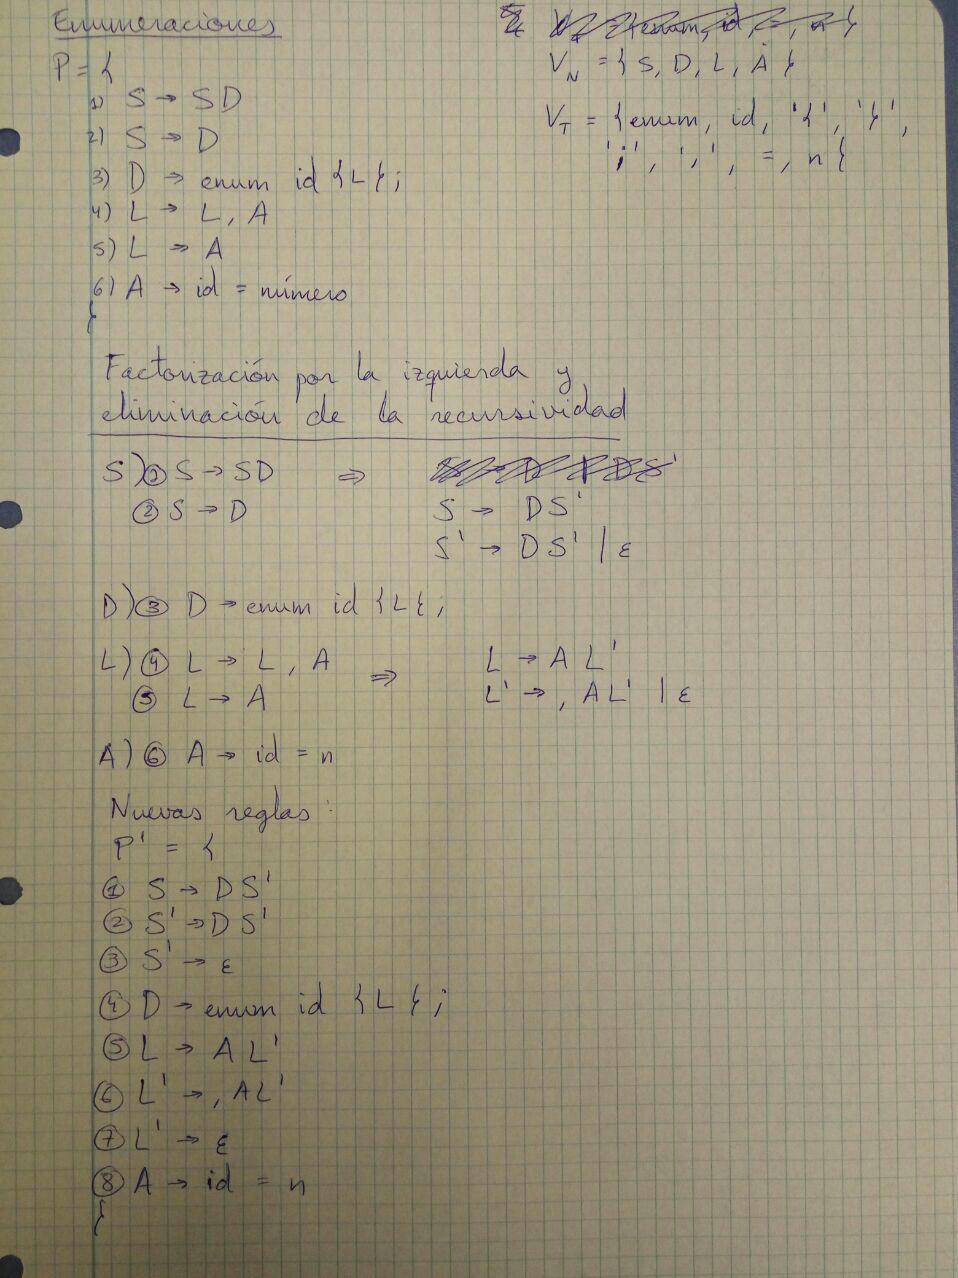 Enumeraciones
P = {
1) S → SD
2) S → D
3) D → enum id {L};
4) L → L, A
5) L → A
6) A → id = número
}
V_N = {S, D, L, A}
V_T = {enum, id, '{', '}',
';', ',', =, n}
Factorización por la izquierda y
eliminación de la recursividad
S) ① S → SD ⇒
② S → D S → DS'
S' → DS' | ε
D) ③ D → enum id {L};
L) ④ L → L, A ⇒ L → A L'
⑤ L → A L' → , A L' | ε
A) ⑥ A → id = n
Nuevas reglas:
P' = {
① S → DS'
② S' → DS'
③ S' → ε
④ D → enum id {L};
⑤ L → A L'
⑥ L' → , AL'
⑦ L' → ε
⑧ A → id = n
}